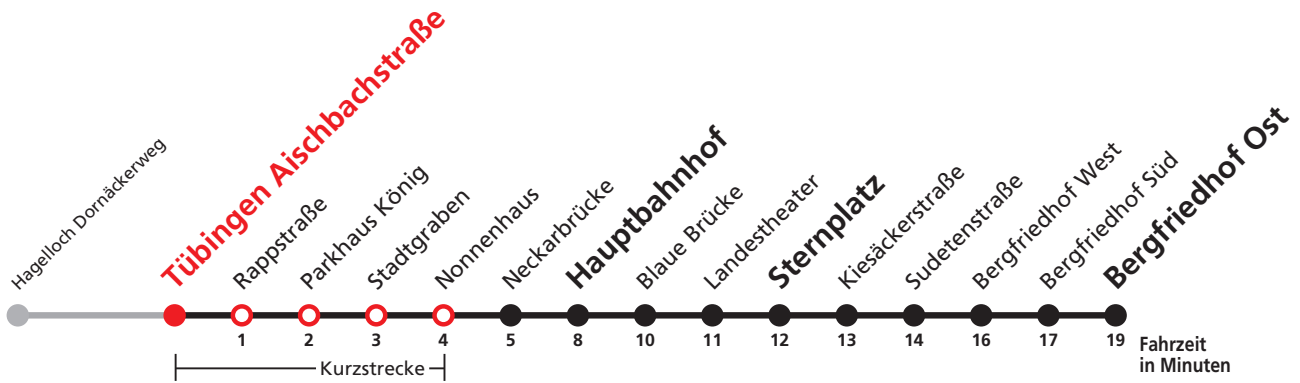 Hagelloch Dornäckerweg
Tübingen Aischbachstraße
Rappstraße
Parkhaus König
Stadtgraben
Nonnenhaus
Neckarbrücke
Hauptbahnhof
Blaue Brücke
Landestheater
Sternplatz
Kiesäckerstraße
Sudetenstraße
Bergfriedhof West
Bergfriedhof Süd
Bergfriedhof Ost
1 2 3 4 5 8 10 11 12 13 14 16 17 19
Fahrzeit
in Minuten
Kurzstrecke